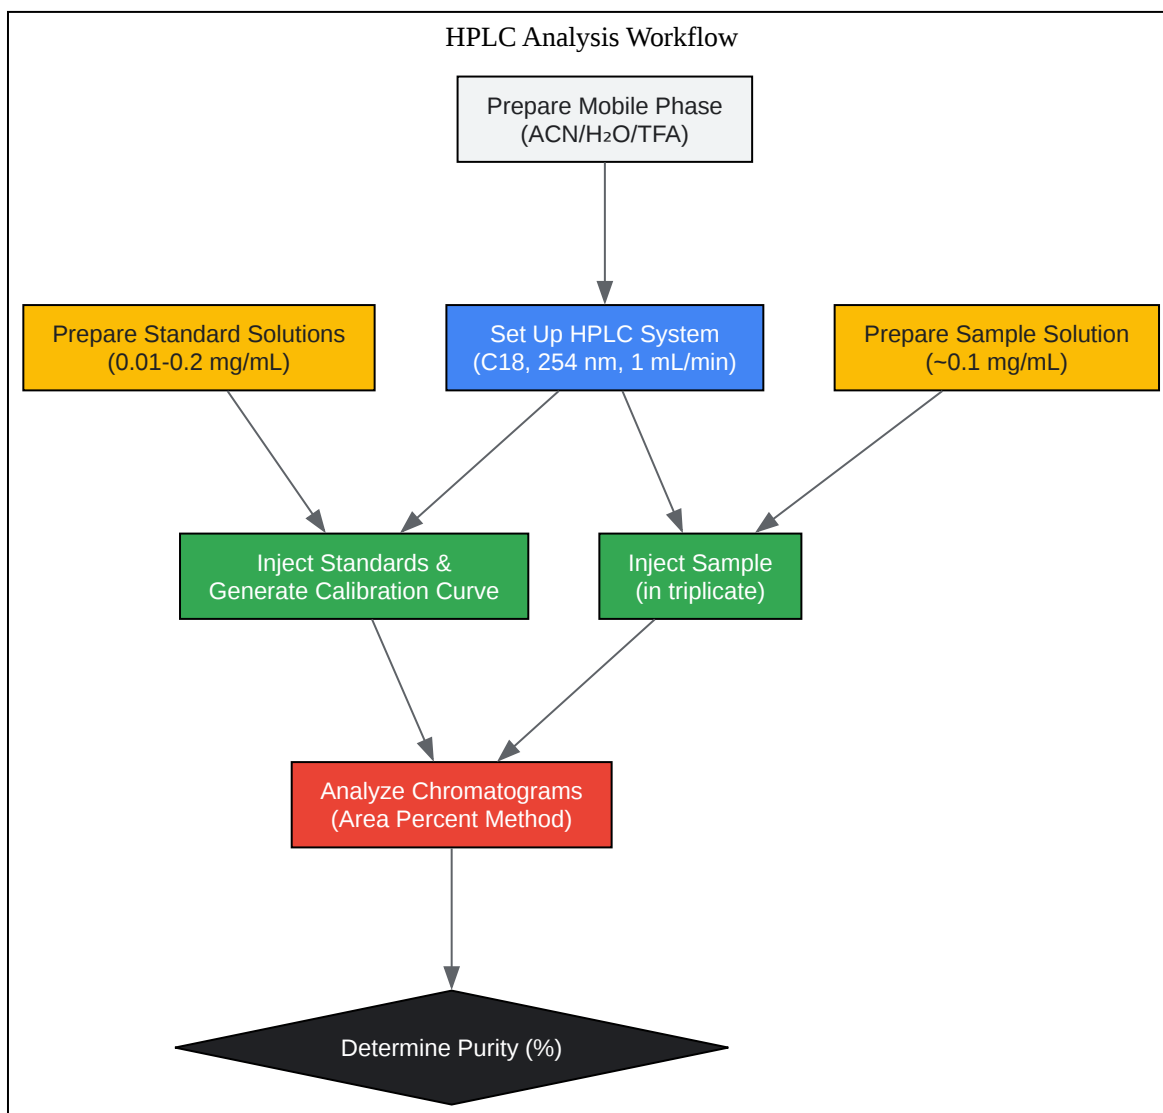 HPLC Analysis Workflow
Prepare Mobile Phase
(ACN/H₂O/TFA)
Prepare Standard Solutions
(0.01-0.2 mg/mL)
Set Up HPLC System
(C18, 254 nm, 1 mL/min)
Prepare Sample Solution
(~0.1 mg/mL)
Inject Standards &
Generate Calibration Curve
Inject Sample
(in triplicate)
Analyze Chromatograms
(Area Percent Method)
Determine Purity (%)